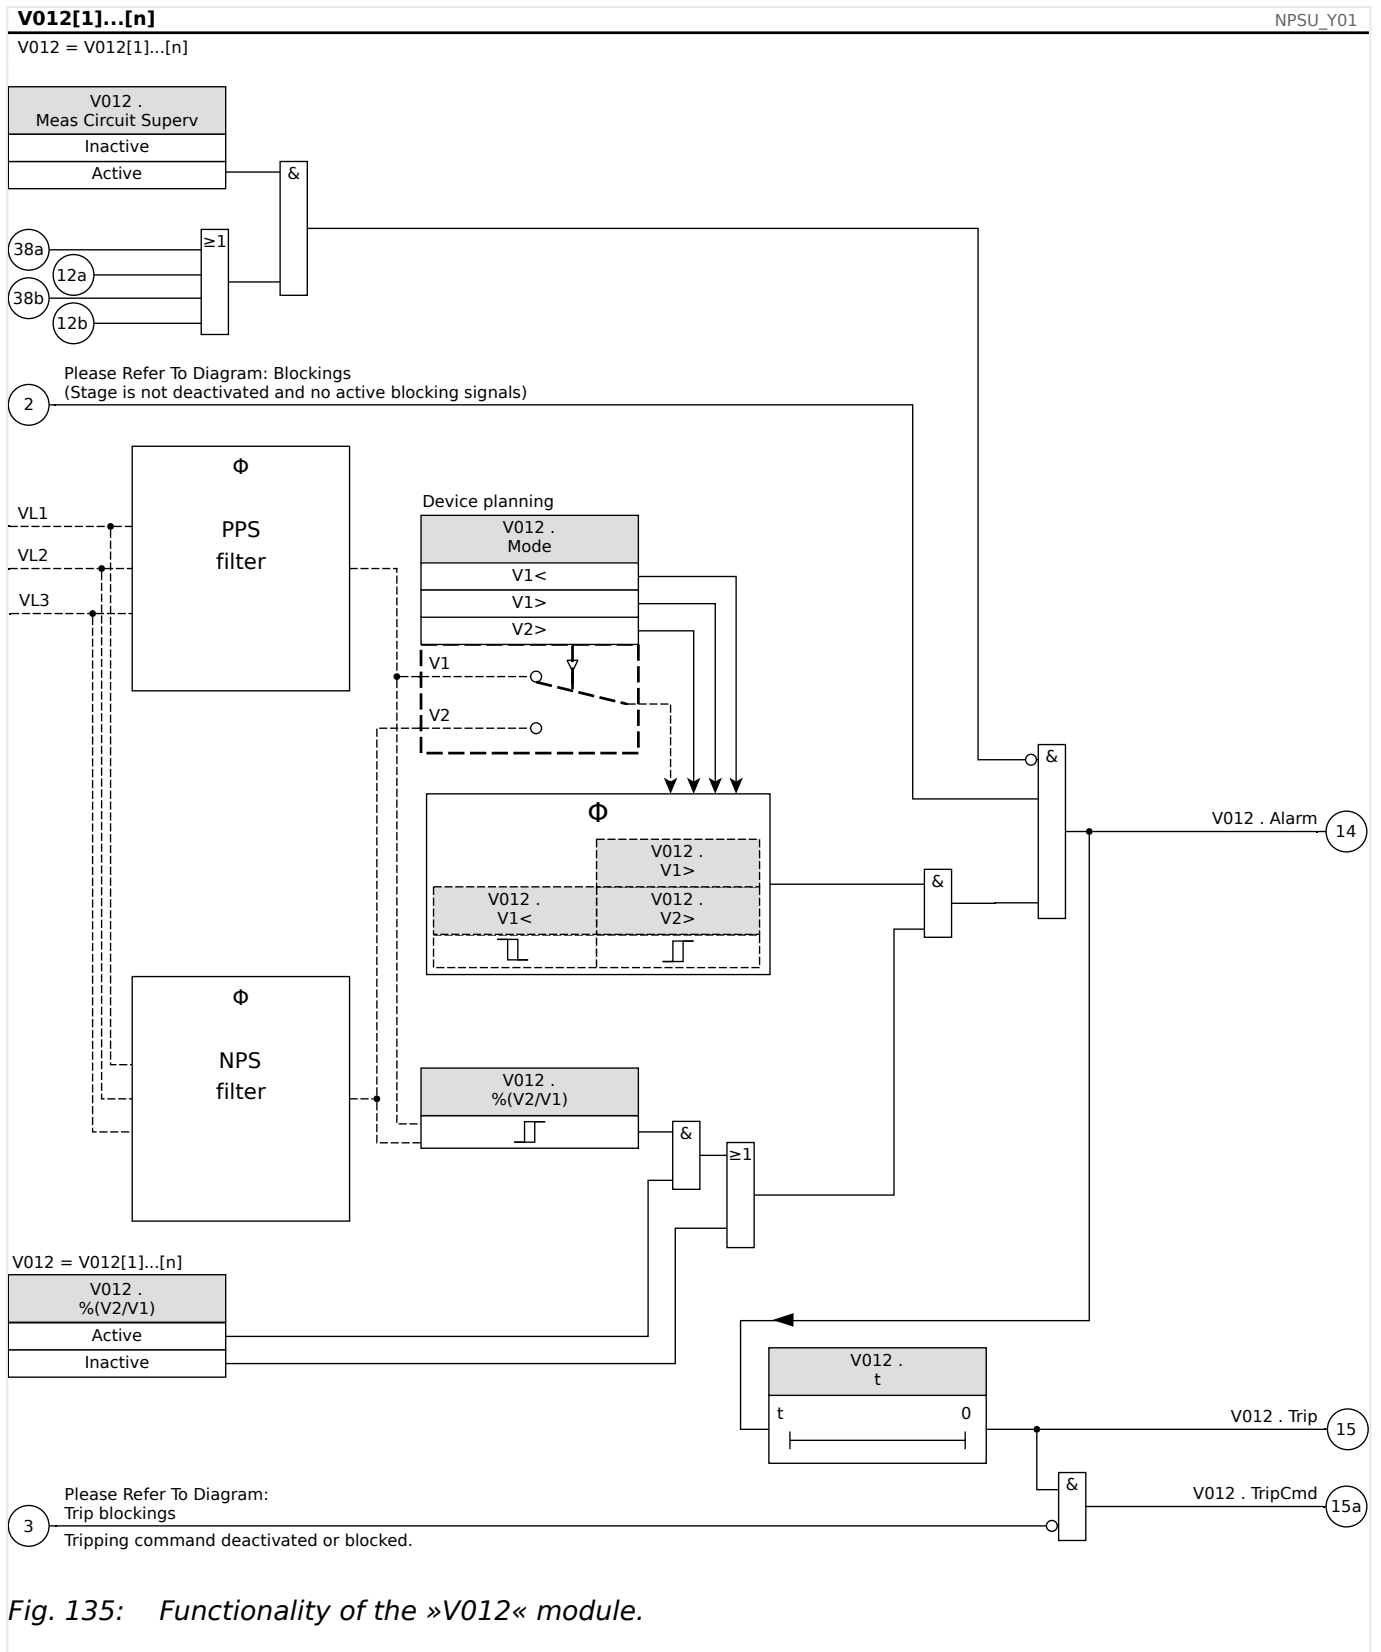 V012[1]...[n]
NPSU_Y01
V012 = V012[1]...[n]
V012 .
Meas Circuit Superv
Inactive
Active
&
38a
12a
38b
12b
≥1
Please Refer To Diagram: Blockings
(Stage is not deactivated and no active blocking signals)
2
Φ
PPS
filter
VL1
VL2
VL3
Device planning
V012 .
Mode
V1<
V1>
V2>
V1
V2
Φ
V012 .
V1>
V012 .
V1<
V012 .
V2>
&
&
V012 . Alarm
14
Φ
NPS
filter
V012 .
%(V2/V1)
&
≥1
V012 = V012[1]...[n]
V012 .
%(V2/V1)
Active
Inactive
V012 .
t
t
0
V012 . Trip
15
&
V012 . TripCmd
15a
Please Refer To Diagram:
Trip blockings
3
Tripping command deactivated or blocked.
Fig. 135: Functionality of the »V012« module.